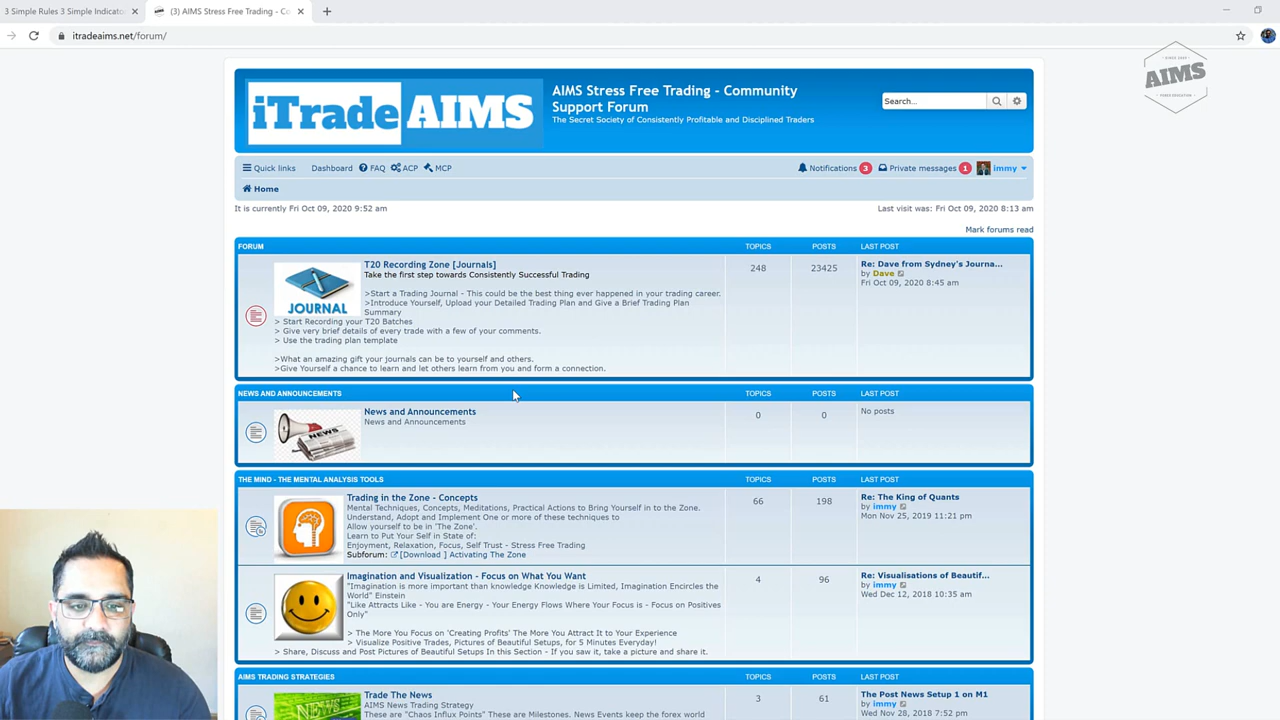 3 Simple Rules 3 Simple Indicato
(3) AIMS Stress Free Trading - Co
itradeaims.net/forum/
SINCE 2009
AIMS
iTradeAIMS
AIMS Stress Free Trading - Community
Support Forum
The Secret Society of Consistently Profitable and Disciplined Traders
Search...
Quick links Dashboard FAQ ACP MCP
Notifications 3 Private messages 1 immy
Home
It is currently Fri Oct 09, 2020 9:52 am
Last visit was: Fri Oct 09, 2020 8:13 am
Mark forums read
FORUM TOPICS POSTS LAST POST
JOURNAL
T20 Recording Zone [Journals]
Take the first step towards Consistently Successful Trading
>Start a Trading Journal - This could be the best thing ever happened in your trading career.
>Introduce Yourself, Upload your Detailed Trading Plan and Give a Brief Trading Plan
Summary
> Start Recording your T20 Batches
> Give very brief details of every trade with a few of your comments.
> Use the trading plan template
>What an amazing gift your journals can be to yourself and others.
>Give Yourself a chance to learn and let others learn from you and form a connection.
248
23425
Re: Dave from Sydney's Journa...
by Dave
Fri Oct 09, 2020 8:45 am
NEWS AND ANNOUNCEMENTS TOPICS POSTS LAST POST
NEWS
News and Announcements
News and Announcements
0
0
No posts
THE MIND - THE MENTAL ANALYSIS TOOLS TOPICS POSTS LAST POST
Trading in the Zone - Concepts
Mental Techniques, Concepts, Meditations, Practical Actions to Bring Yourself in to the Zone.
Understand, Adopt and Implement One or more of these techniques to
Allow yourself to be in 'The Zone'.
Learn to Put Your Self in State of:
Enjoyment, Relaxation, Focus, Self Trust - Stress Free Trading
Subforum: [Download ] Activating The Zone
66
198
Re: The King of Quants
by immy
Mon Nov 25, 2019 11:21 pm
Imagination and Visualization - Focus on What You Want
"Imagination is more important than knowledge Knowledge is Limited, Imagination Encircles the
World" Einstein
"Like Attracts Like - You are Energy - Your Energy Flows Where Your Focus is - Focus on Positives
Only"
> The More You Focus on 'Creating Profits' The More You Attract It to Your Experience
> Visualize Positive Trades, Pictures of Beautiful Setups, for 5 Minutes Everyday!
> Share, Discuss and Post Pictures of Beautiful Setups In this Section - If you saw it, take a picture and share it.
4
96
Re: Visualisations of Beautif...
by immy
Wed Dec 12, 2018 10:35 am
AIMS TRADING STRATEGIES TOPICS POSTS LAST POST
Trade The News
AIMS News Trading Strategy
These are "Chaos Influx Points" These are Milestones. News Events keep the forex world
3
61
The Post News Setup 1 on M1
by immy
Wed Nov 28, 2018 7:52 pm